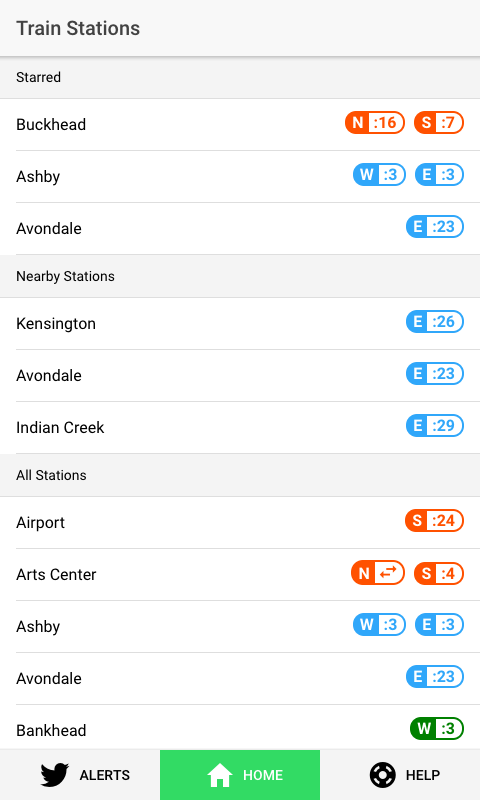 Train Stations
Starred
Buckhead N :16 S :7
Ashby W :3 E :3
Avondale E :23
Nearby Stations
Kensington E :26
Avondale E :23
Indian Creek E :29
All Stations
Airport S :24
Arts Center N S :4
Ashby W :3 E :3
Avondale E :23
Bankhead W :3
ALERTS HOME HELP